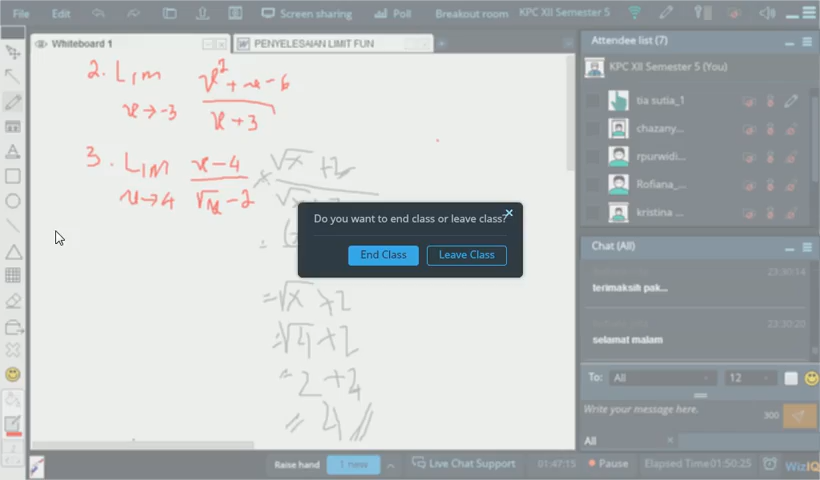 File Edit Screen sharing Poll Breakout room KPC XII Semester 5
Whiteboard 1 PENYELESAIAN LIMIT FUN
Attendee list (7)
KPC XII Semester 5 (You)
tia sutia_1
chazany...
rpurwidi...
Rofiana_...
kristina ...
2. Lim x² + x - 6
x → -3 x + 3
3. Lim x - 4 × √x + 2
x → 4 √x - 2
= √x + 2
= √4 + 2
= 2 + 2
= 4 //
Do you want to end class or leave class?
End Class Leave Class
Chat (All)
23:30:14
terimaksih pak...
23:30:20
selamat malam
To: All 12
Write your message here. 300
All
Raise hand 1 new Live Chat Support 01:47:15 Pause Elapsed Time 01:50:25 WizIQ